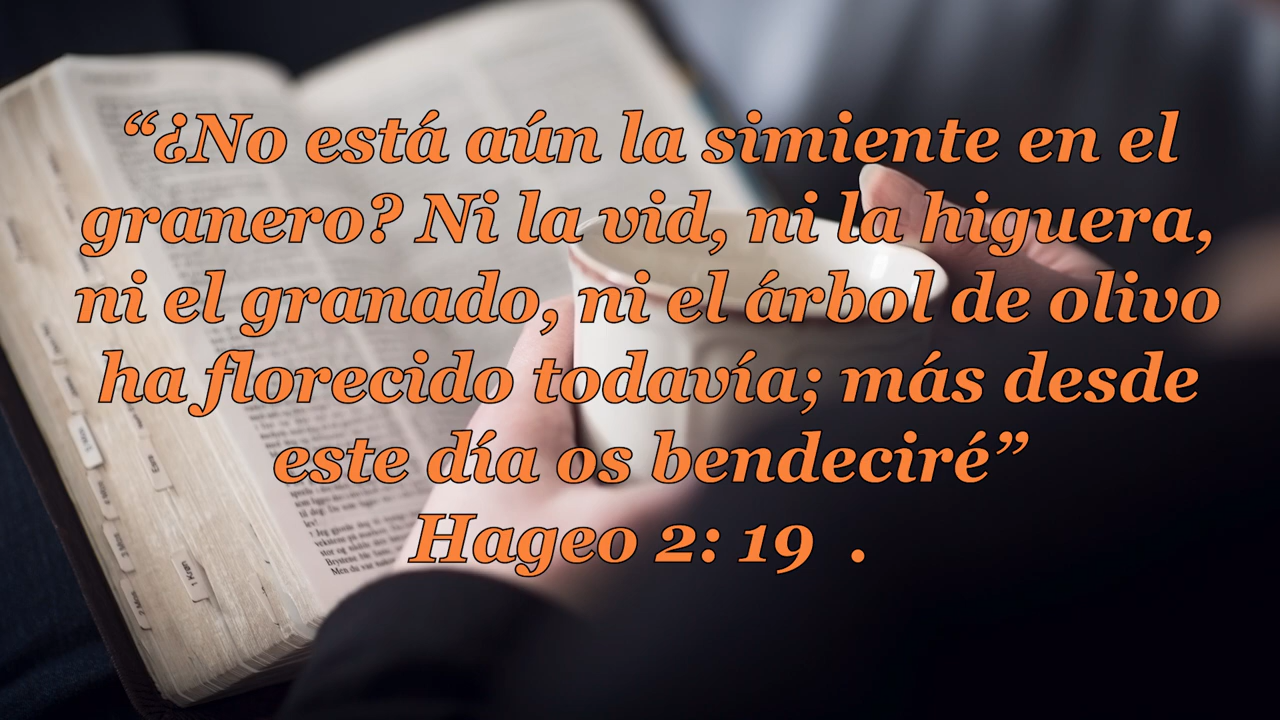 “¿No está aún la simiente en el
granero? Ni la vid, ni la higuera,
ni el granado, ni el árbol de olivo
ha florecido todavía; más desde
este día os bendeciré”
Hageo 2: 19 .